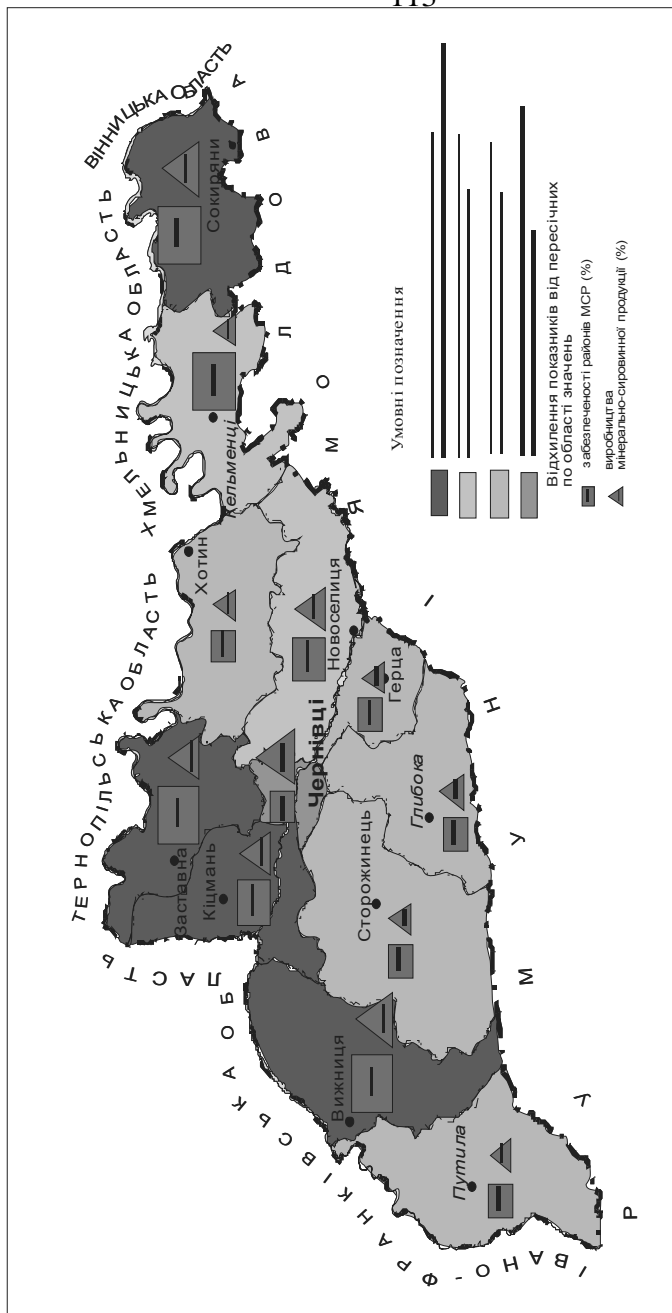 113
ТЕРНОПІЛЬСЬКА ОБЛАСТЬ
ХМЕЛЬНИЦЬКА ОБЛАСТЬ
ВІННИЦЬКА ОБЛАСТЬ
ІВАНО-ФРАНКІВСЬКА ОБЛАСТЬ
МОЛДОВА
РУМУНІЯ
Заставна
Кіцмань
Хотин
Кельменці
Сокиряни
Новоселиця
Чернівці
Герца
Глибока
Сторожинець
Вижниця
Путила
Умовні позначення
Відхилення показників від пересічних
по області значень
забезпеченості районів МСР (%)
виробництва
мінерально-сировинної продукції (%)